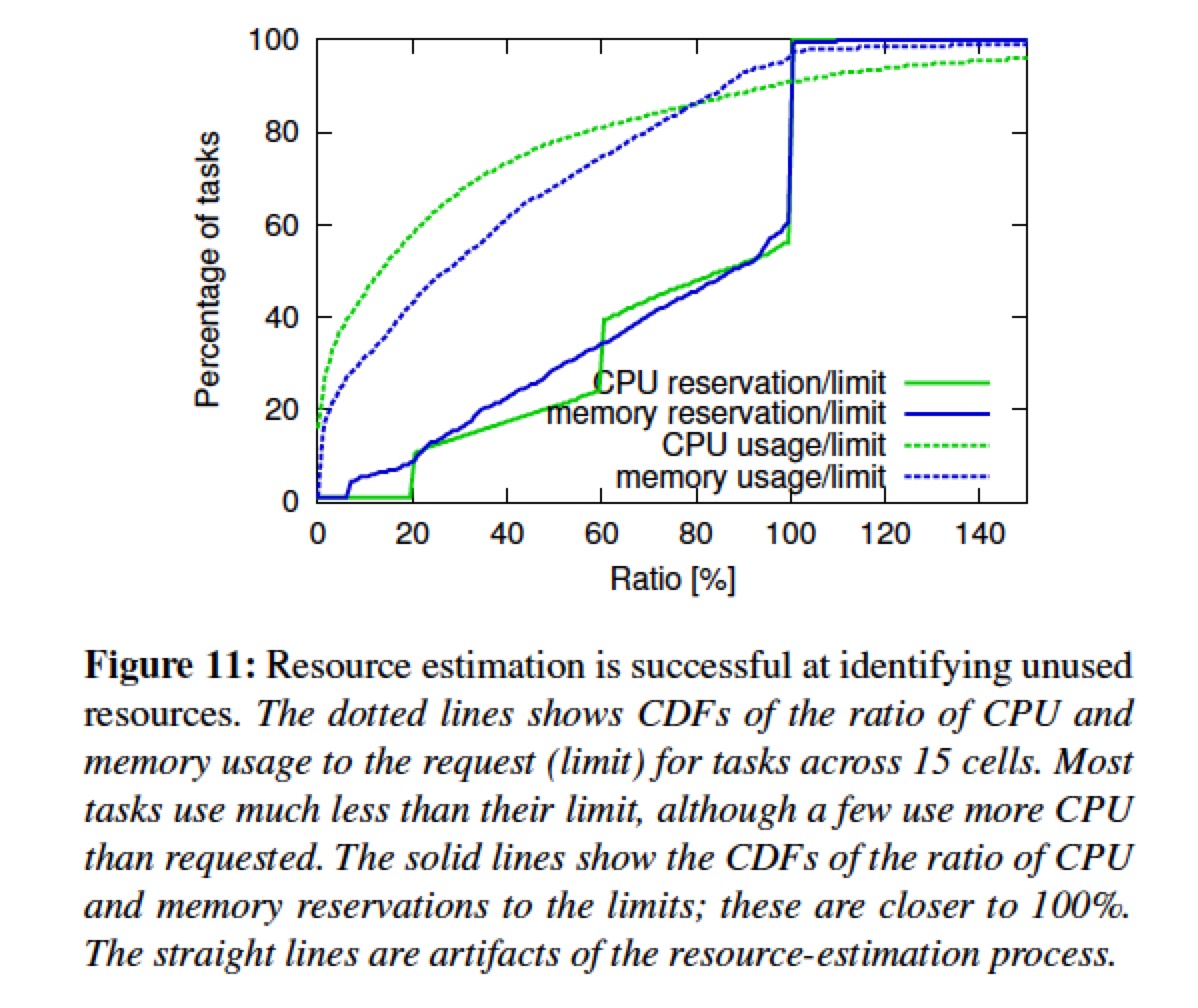 100
80
60
40
20
0
Percentage of tasks
CPU reservation/limit
memory reservation/limit
CPU usage/limit
memory usage/limit
0 20 40 60 80 100 120 140
Ratio [%]
Figure 11: Resource estimation is successful at identifying unused
resources. The dotted lines shows CDFs of the ratio of CPU and
memory usage to the request (limit) for tasks across 15 cells. Most
tasks use much less than their limit, although a few use more CPU
than requested. The solid lines show the CDFs of the ratio of CPU
and memory reservations to the limits; these are closer to 100%.
The straight lines are artifacts of the resource-estimation process.